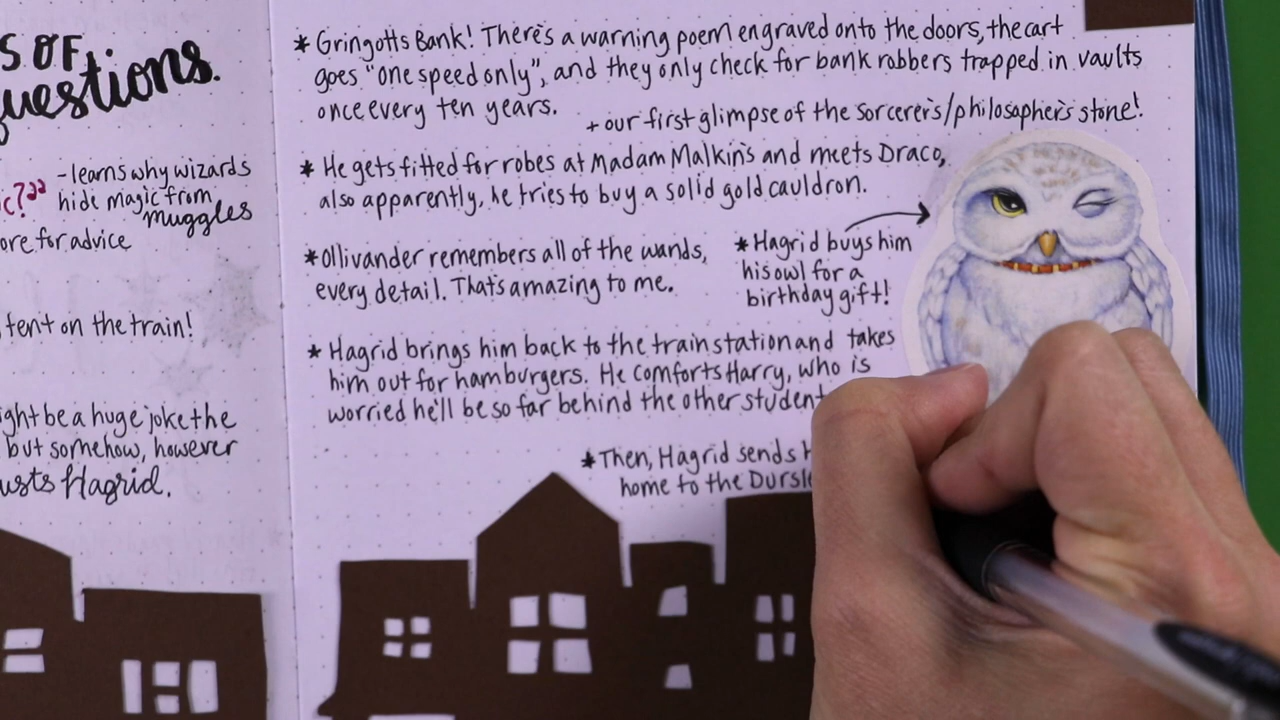 S OF
questions.
ic?"
-learns why wizards
hide magic from
muggles
ore for advice
tent on the train!
ght be a huge joke the
but somehow, however
usts Hagrid.
* Gringotts Bank! There's a warning poem engraved onto the doors, the cart
goes "one speed only", and they only check for bank robbers trapped in vaults
once every ten years.
+ our first glimpse of the sorcerer's/philosapher's stone!
* He gets fitted for robes at Madam Malkin's and meets Draco,
also apparently, he tries to buy a solid gold cauldron.
* Ollivander remembers all of the wands,
every detail. That's amazing to me.
* Hagrid buys him
his owl for a
birthday gift!
* Hagrid brings him back to the train station and takes
him out for hamburgers. He comforts Harry, who is
worried he'll be so far behind the other student
* Then, Hagrid sends h
home to the Dursle